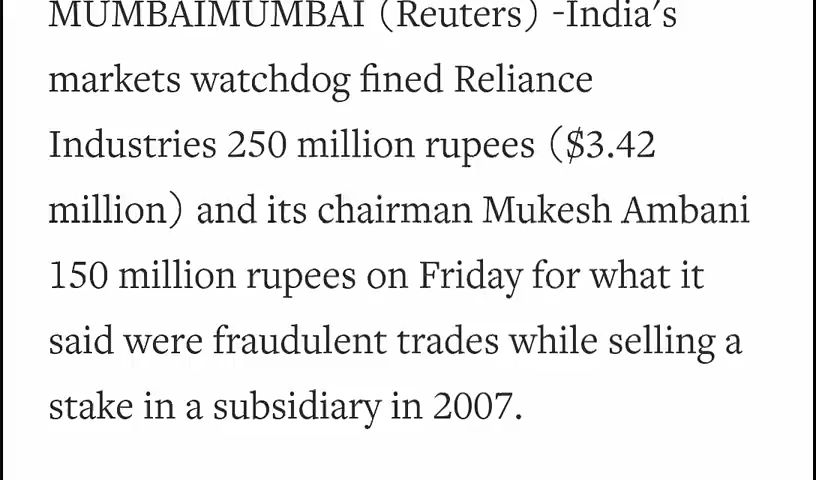 MUMBAIMUMBAI (Reuters) -India's
markets watchdog fined Reliance
Industries 250 million rupees ($3.42
million) and its chairman Mukesh Ambani
150 million rupees on Friday for what it
said were fraudulent trades while selling a
stake in a subsidiary in 2007.